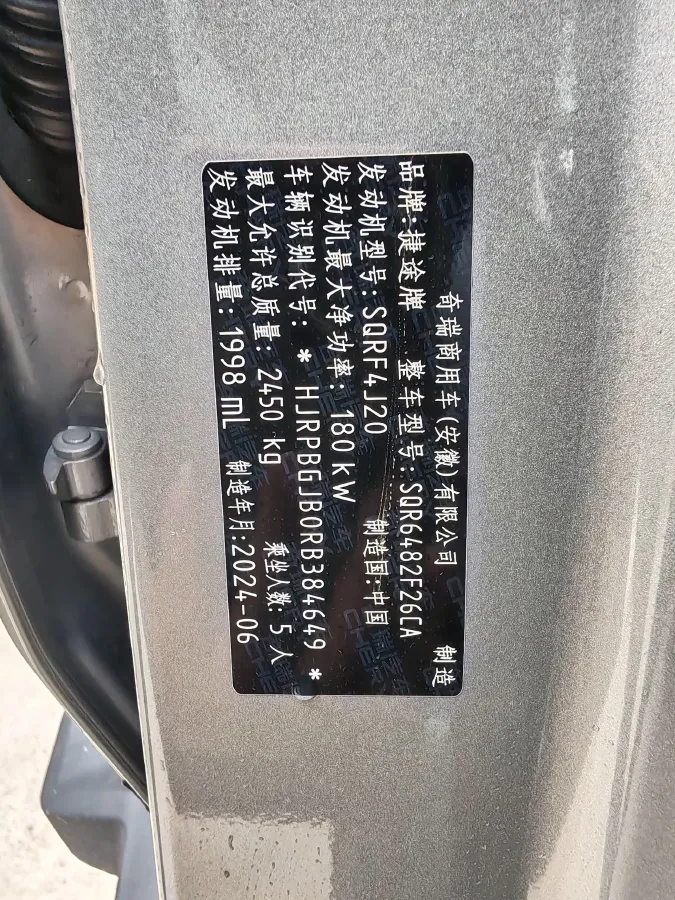 奇瑞商用车(安徽)有限公司 制造
品牌:捷途牌 整车型号:SQR6482F26CA
发动机型号:SQRF4J20 制造国:中国
发动机最大净功率: 180kW
车辆识别代号: * HJRPBGJB0RB384649 *
最大允许总质量: 2450 kg 乘坐人数: 5 人
发动机排量: 1998 mL 制造年月:2024-06